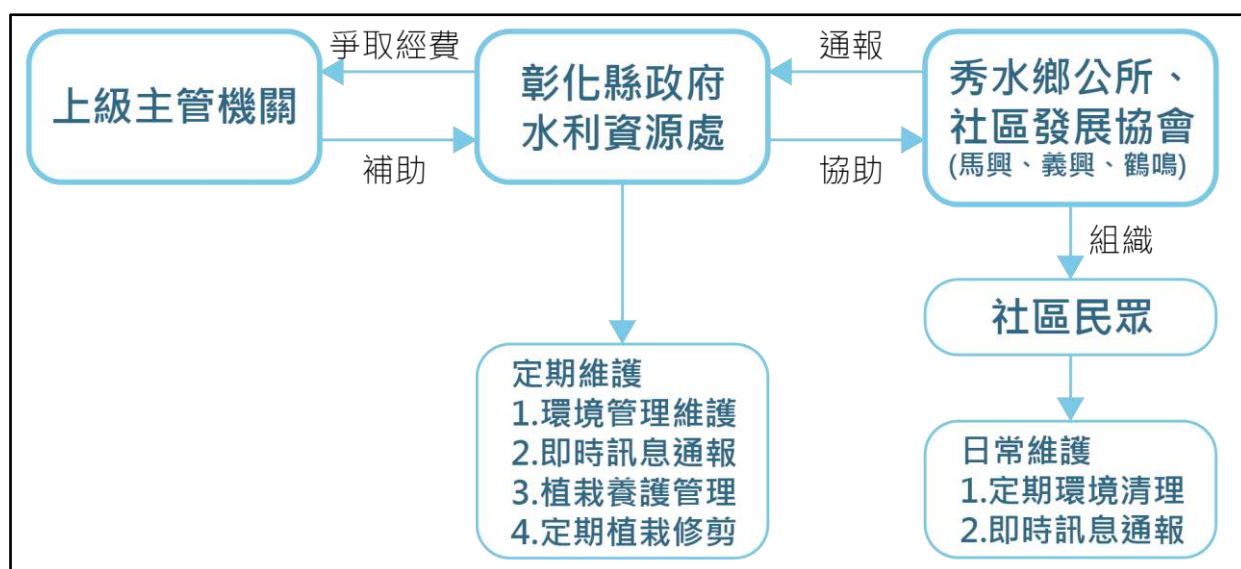 上級主管機關
爭取經費
補助
彰化縣政府
水利資源處
通報
協助
秀水鄉公所、
社區發展協會
(馬興、義興、鶴鳴)
組織
社區民眾
定期維護
1.環境管理維護
2.即時訊息通報
3.植栽養護管理
4.定期植栽修剪
日常維護
1.定期環境清理
2.即時訊息通報